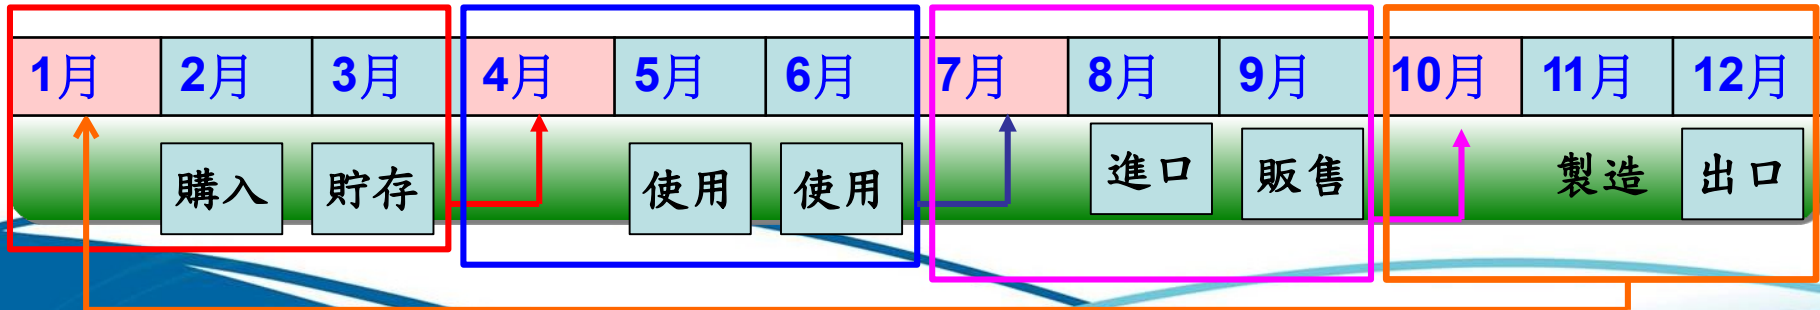 1月 2月 3月 4月 5月 6月 7月 8月 9月 10月 11月 12月
購入 貯存 使用 使用 進口 販售 製造 出口